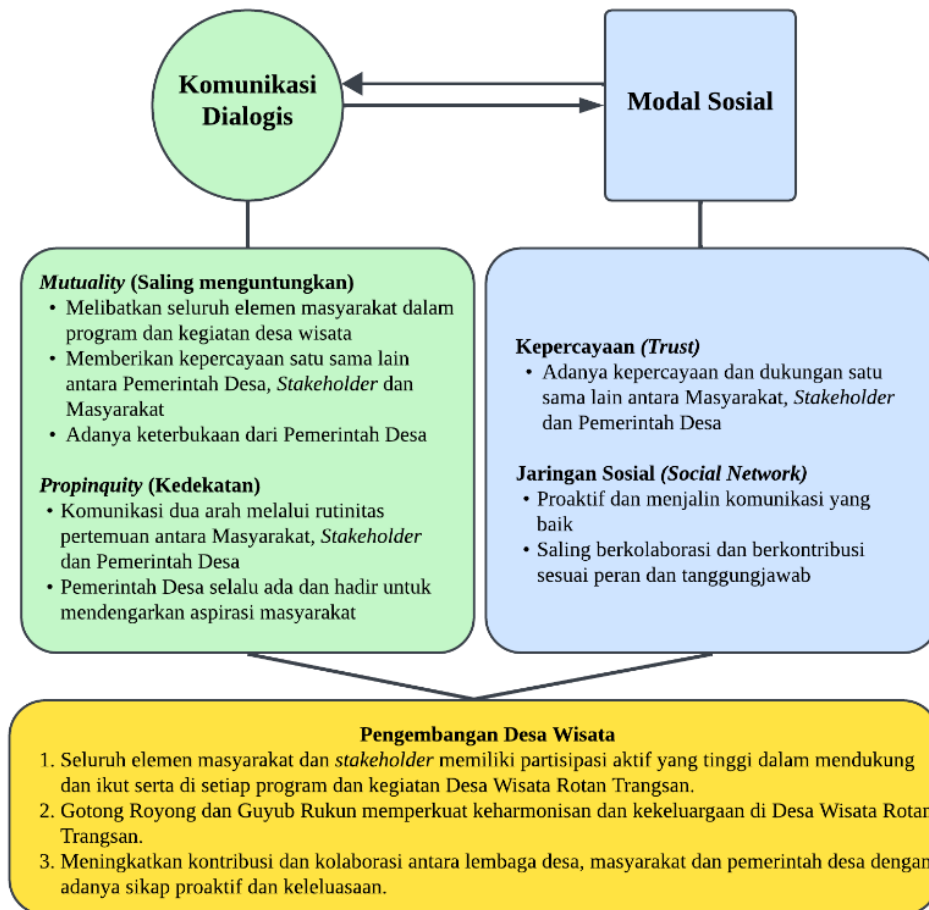 Komunikasi
Dialogis
Modal Sosial
Mutuality (Saling menguntungkan)
• Melibatkan seluruh elemen masyarakat dalam
program dan kegiatan desa wisata
• Memberikan kepercayaan satu sama lain
antara Pemerintah Desa, Stakeholder dan
Masyarakat
• Adanya keterbukaan dari Pemerintah Desa
Propinquity (Kedekatan)
• Komunikasi dua arah melalui rutinitas
pertemuan antara Masyarakat, Stakeholder
dan Pemerintah Desa
• Pemerintah Desa selalu ada dan hadir untuk
mendengarkan aspirasi masyarakat
Kepercayaan (Trust)
• Adanya kepercayaan dan dukungan satu
sama lain antara Masyarakat, Stakeholder
dan Pemerintah Desa
Jaringan Sosial (Social Network)
• Proaktif dan menjalin komunikasi yang
baik
• Saling berkolaborasi dan berkontribusi
sesuai peran dan tanggungjawab
Pengembangan Desa Wisata
1. Seluruh elemen masyarakat dan stakeholder memiliki partisipasi aktif yang tinggi dalam mendukung
dan ikut serta di setiap program dan kegiatan Desa Wisata Rotan Trangsan.
2. Gotong Royong dan Guyub Rukun memperkuat keharmonisan dan kekeluargaan di Desa Wisata Rotan
Trangsan.
3. Meningkatkan kontribusi dan kolaborasi antara lembaga desa, masyarakat dan pemerintah desa dengan
adanya sikap proaktif dan keleluasaan.